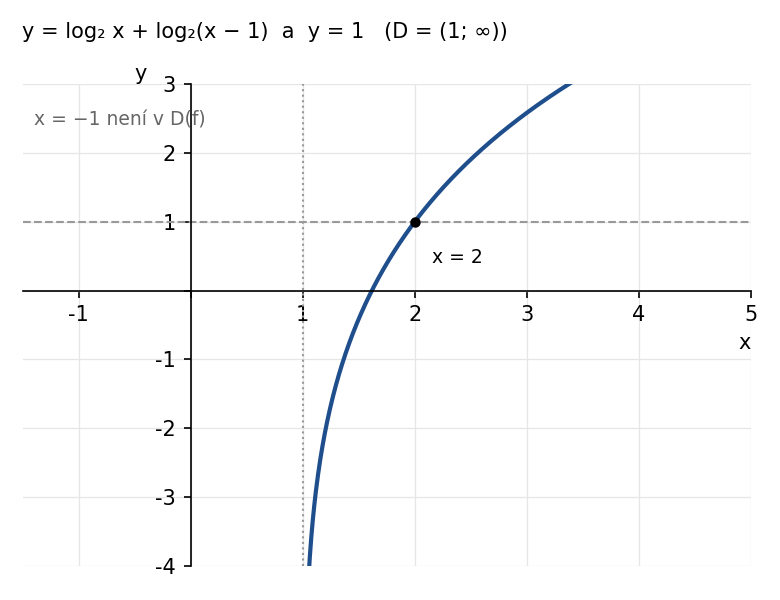 y = log₂ x + log₂(x − 1)  a  y = 1   (D = (1; ∞))
y
3
x = −1 není v D(f)
2
1
x = 2
-1
1
2
3
4
5
x
-1
-2
-3
-4